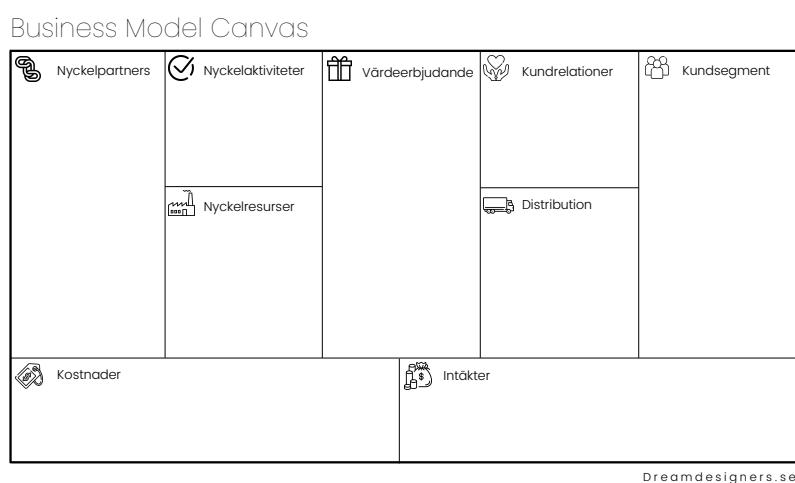 Business Model Canvas
Nyckelpartners
Nyckelaktiviteter
Värdeerbjudande
Kundrelationer
Kundsegment
Nyckelresurser
Distribution
Kostnader
Intäkter
Dreamdesigners.se